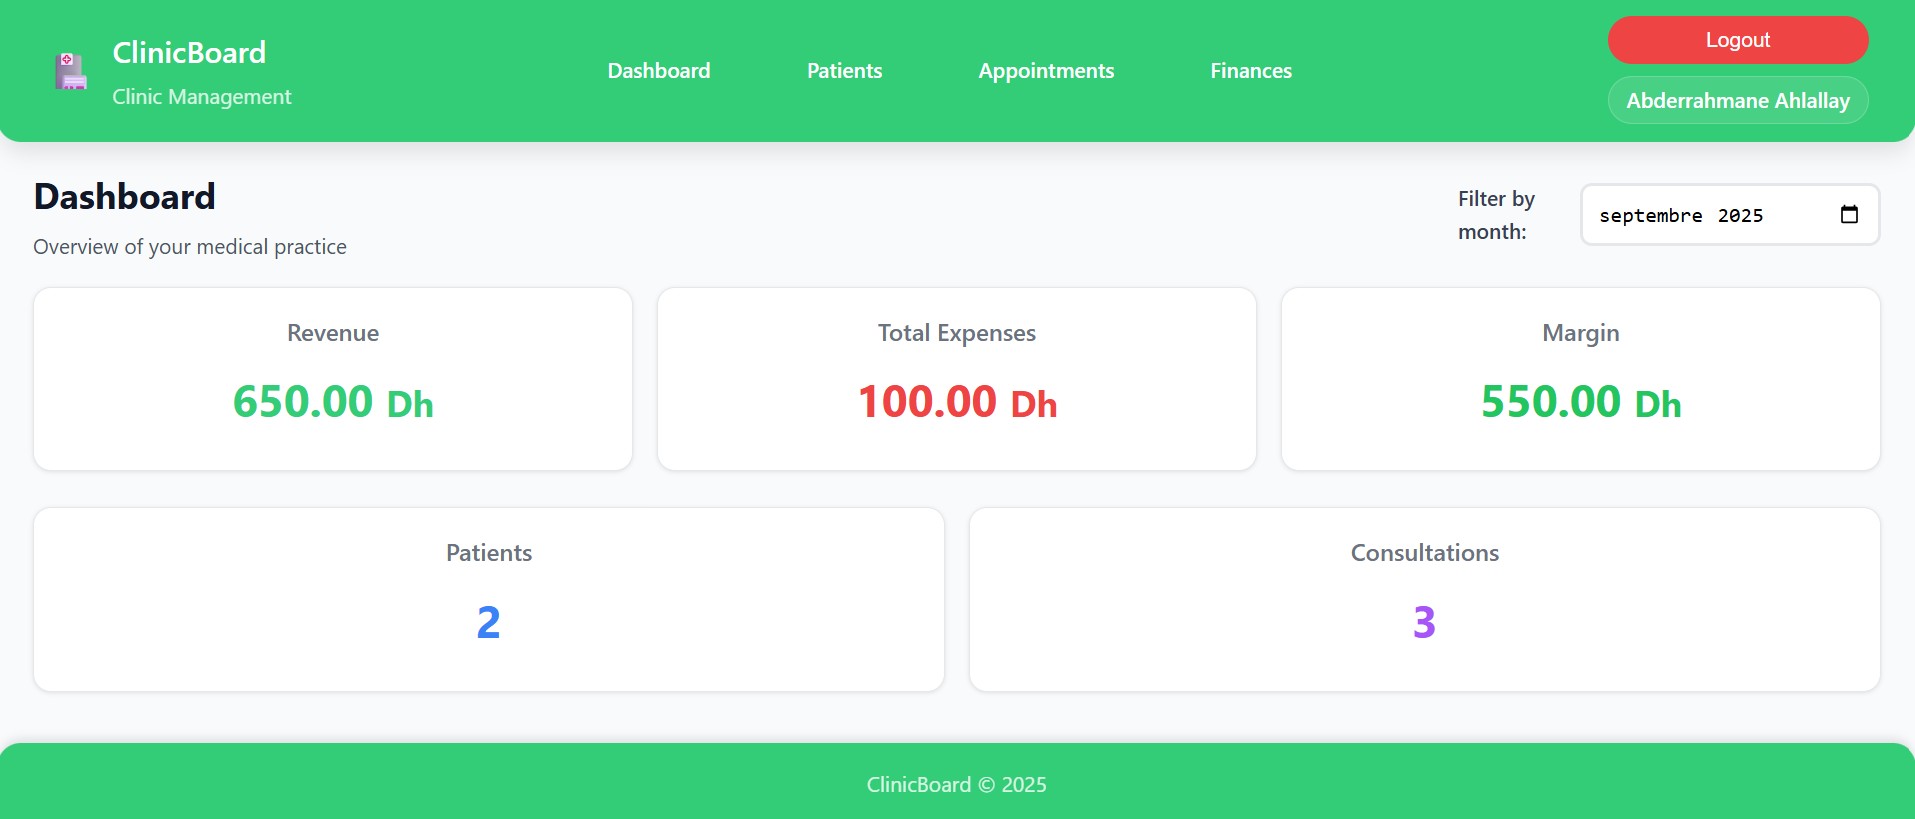 ClinicBoard
Clinic Management
Dashboard
Patients
Appointments
Finances
Logout
Abderrahmane Ahlallay
Dashboard
Overview of your medical practice
Filter by
month:
septembre 2025
Revenue
650.00 Dh
Total Expenses
100.00 Dh
Margin
550.00 Dh
Patients
2
Consultations
3
ClinicBoard © 2025